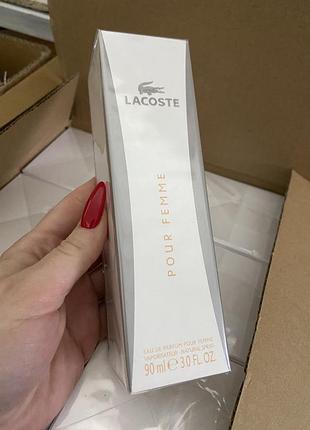 LACOSTE
POUR FEMME
EAU DE PARFUM POUR FEMME
VAPORISATEUR · NATURAL SPRAY
90 ml ℮ 3.0 FL.OZ